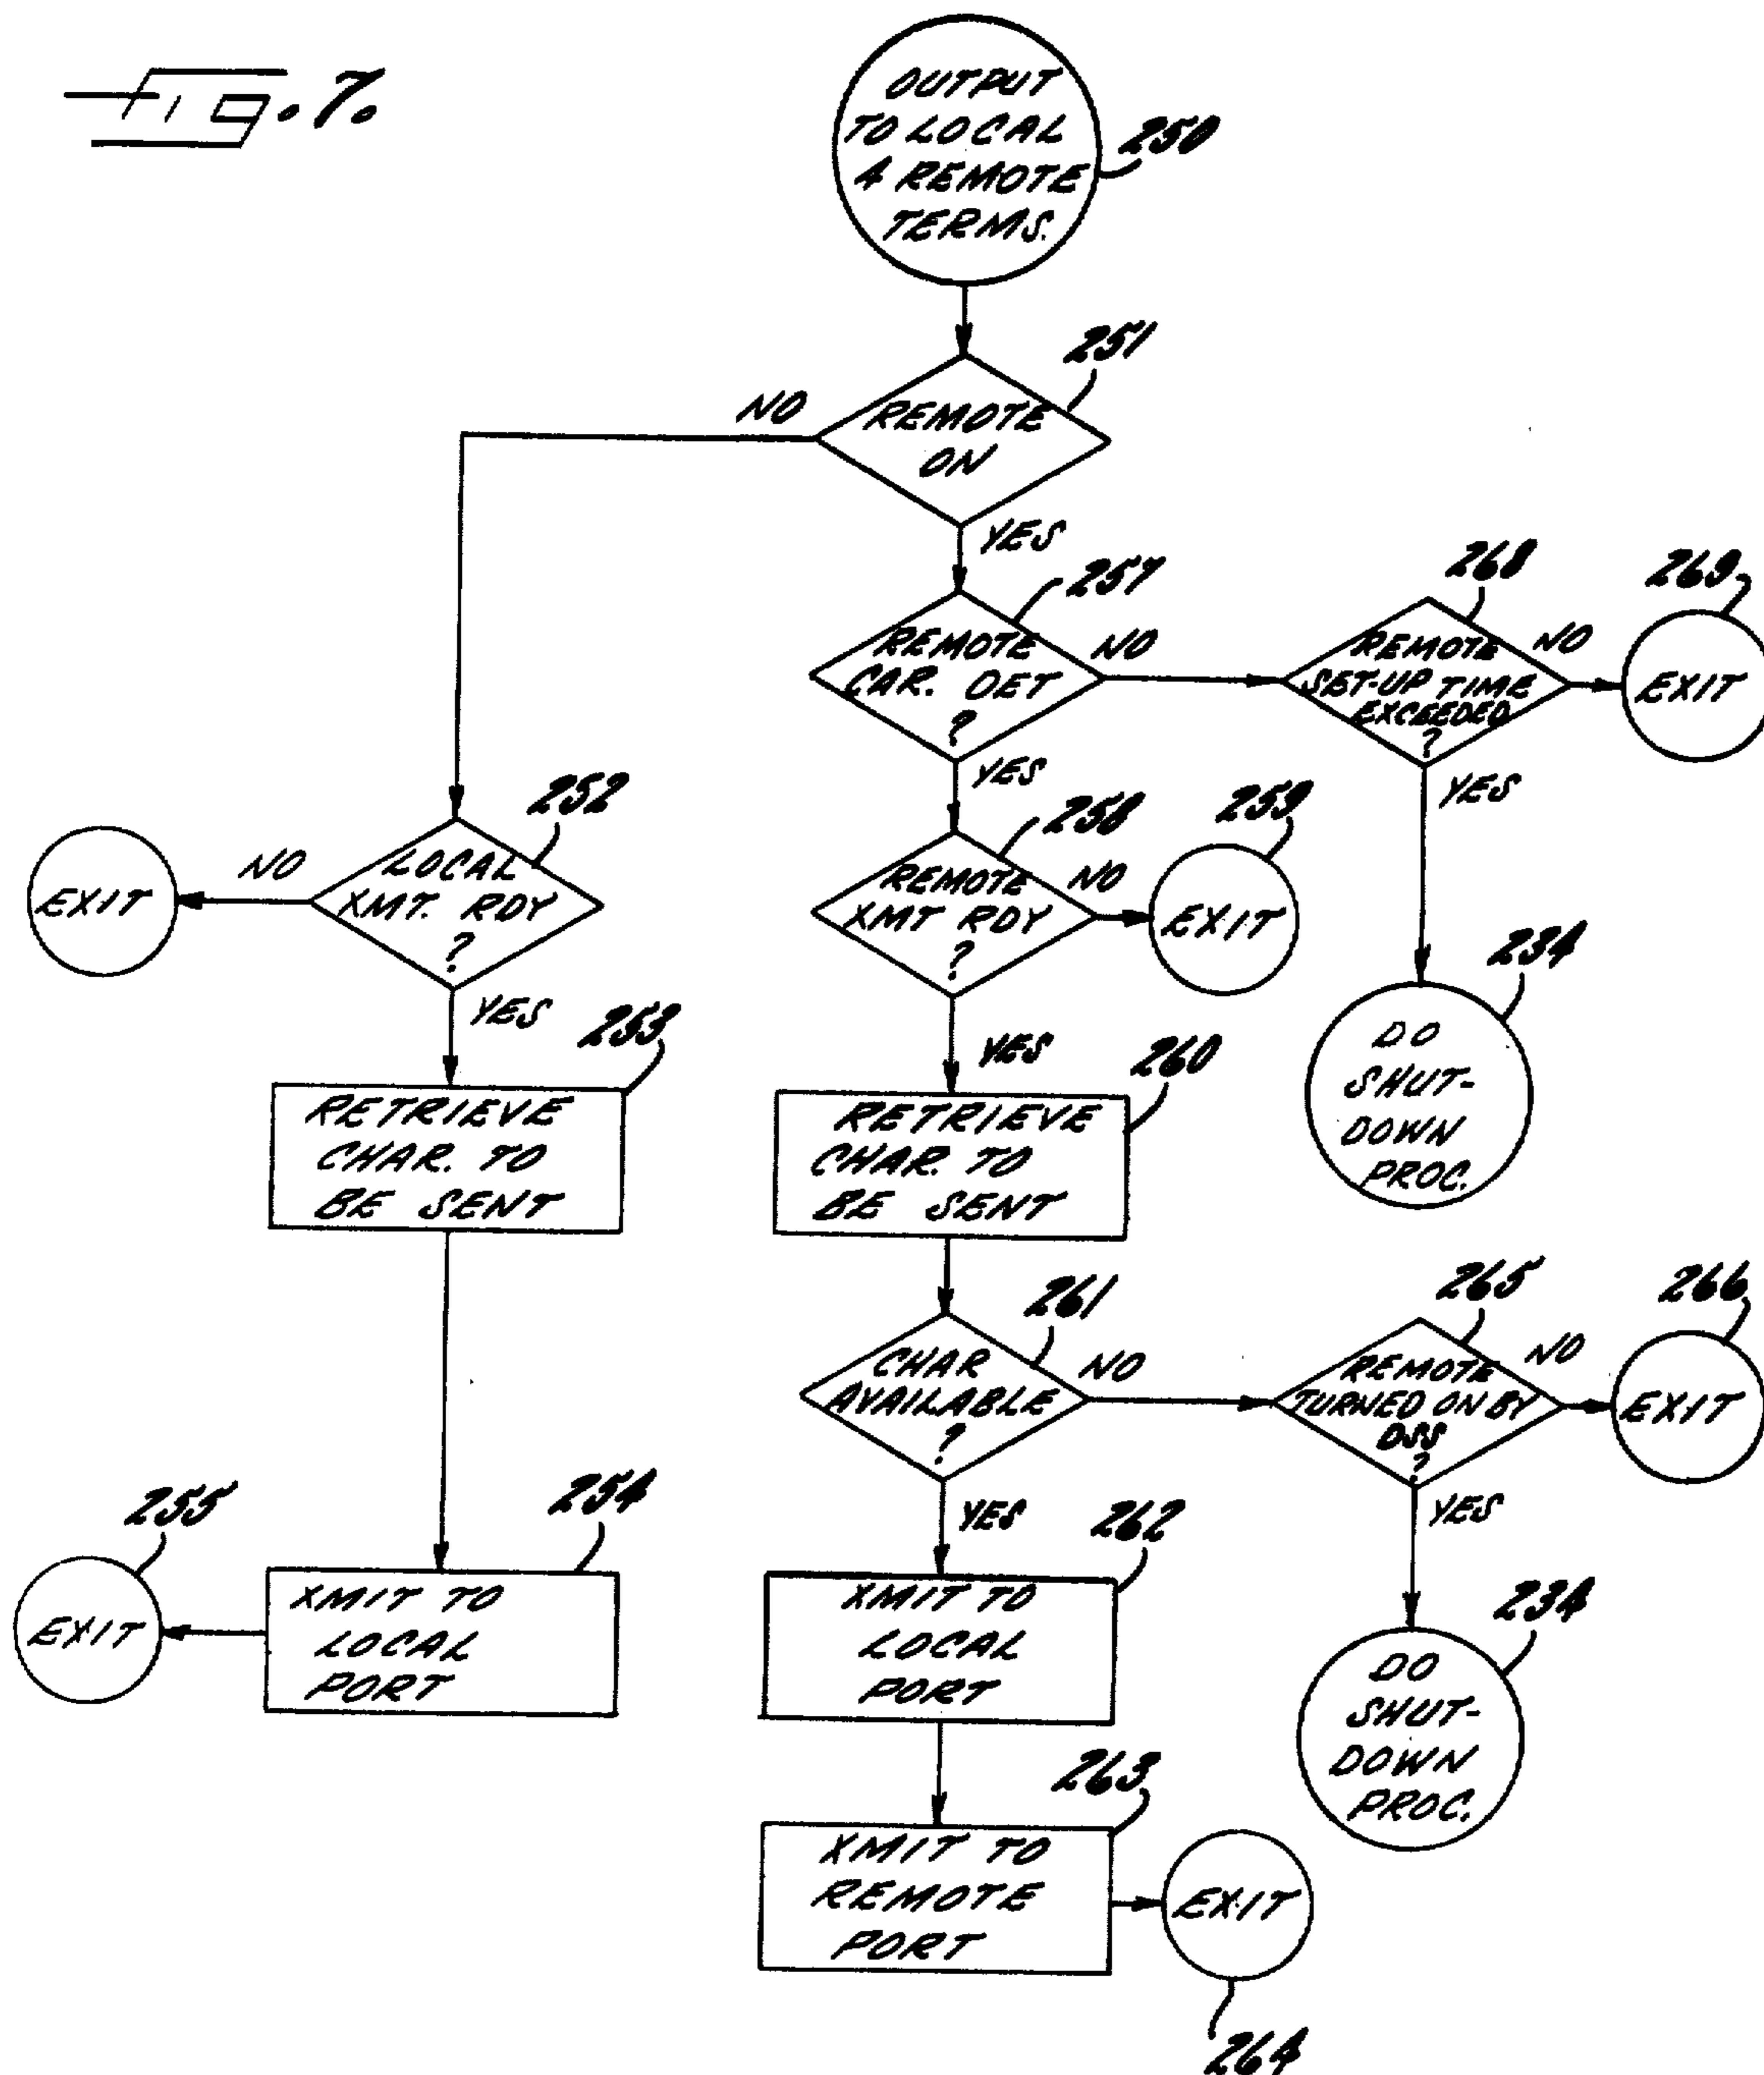 Fig. 7.
OUTPUT
TO LOCAL
& REMOTE
TERMS.
250
251
REMOTE
ON
NO
YES
257
REMOTE
CAR. DET
?
NO
YES
268
REMOTE
SET-UP TIME
EXCEEDED
?
NO
YES
269
EXIT
252
LOCAL
XMT. RDY
?
NO
YES
EXIT
258
REMOTE
XMT RDY
?
NO
YES
259
EXIT
234
DO
SHUT-
DOWN
PROC.
253
RETRIEVE
CHAR. TO
BE SENT
260
RETRIEVE
CHAR. TO
BE SENT
261
CHAR
AVAILABLE
?
NO
YES
265
REMOTE
TURNED ON BY
DSS
?
NO
YES
266
EXIT
255
EXIT
254
XMIT TO
LOCAL
PORT
262
XMIT TO
LOCAL
PORT
234
DO
SHUT-
DOWN
PROC.
263
XMIT TO
REMOTE
PORT
EXIT
264